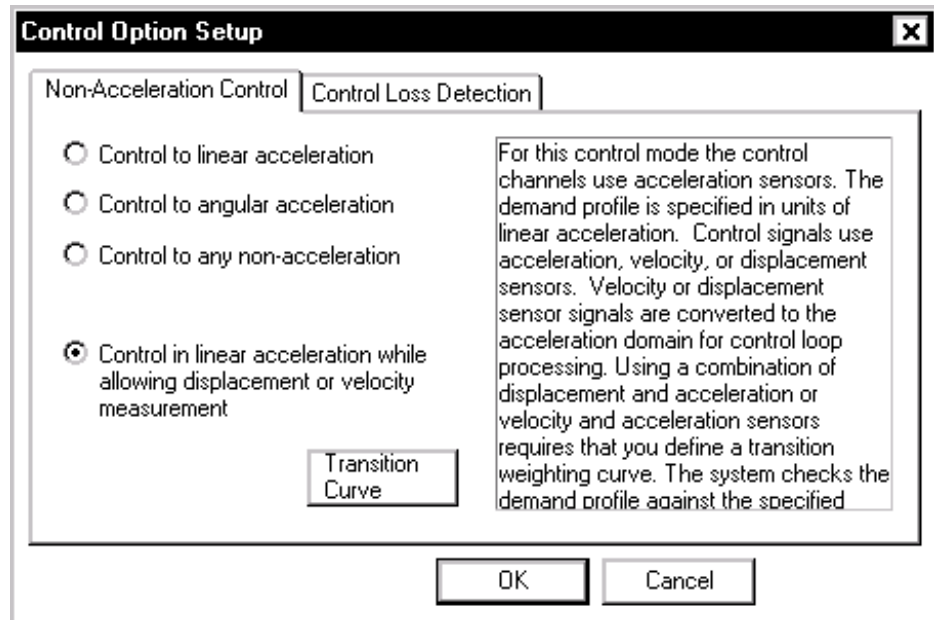 Control Option Setup
Non-Acceleration Control
Control Loss Detection
Control to linear acceleration
Control to angular acceleration
Control to any non-acceleration
Control in linear acceleration while
allowing displacement or velocity
measurement
Transition
Curve
For this control mode the control
channels use acceleration sensors. The
demand profile is specified in units of
linear acceleration.  Control signals use
acceleration, velocity, or displacement
sensors.  Velocity or displacement
sensor signals are converted to the
acceleration domain for control loop
processing. Using a combination of
displacement and acceleration or
velocity and acceleration sensors
requires that you define a transition
weighting curve. The system checks the
demand profile against the specified
OK
Cancel